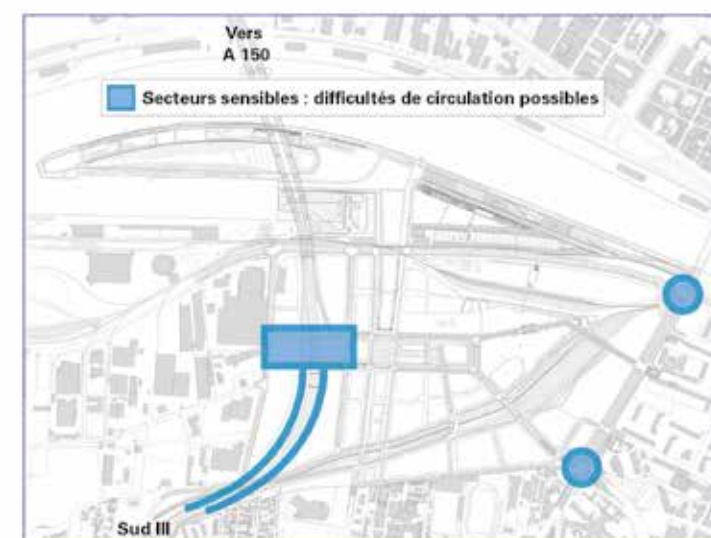 Vers
A 150
Secteurs sensibles : difficultés de circulation possibles
Sud III